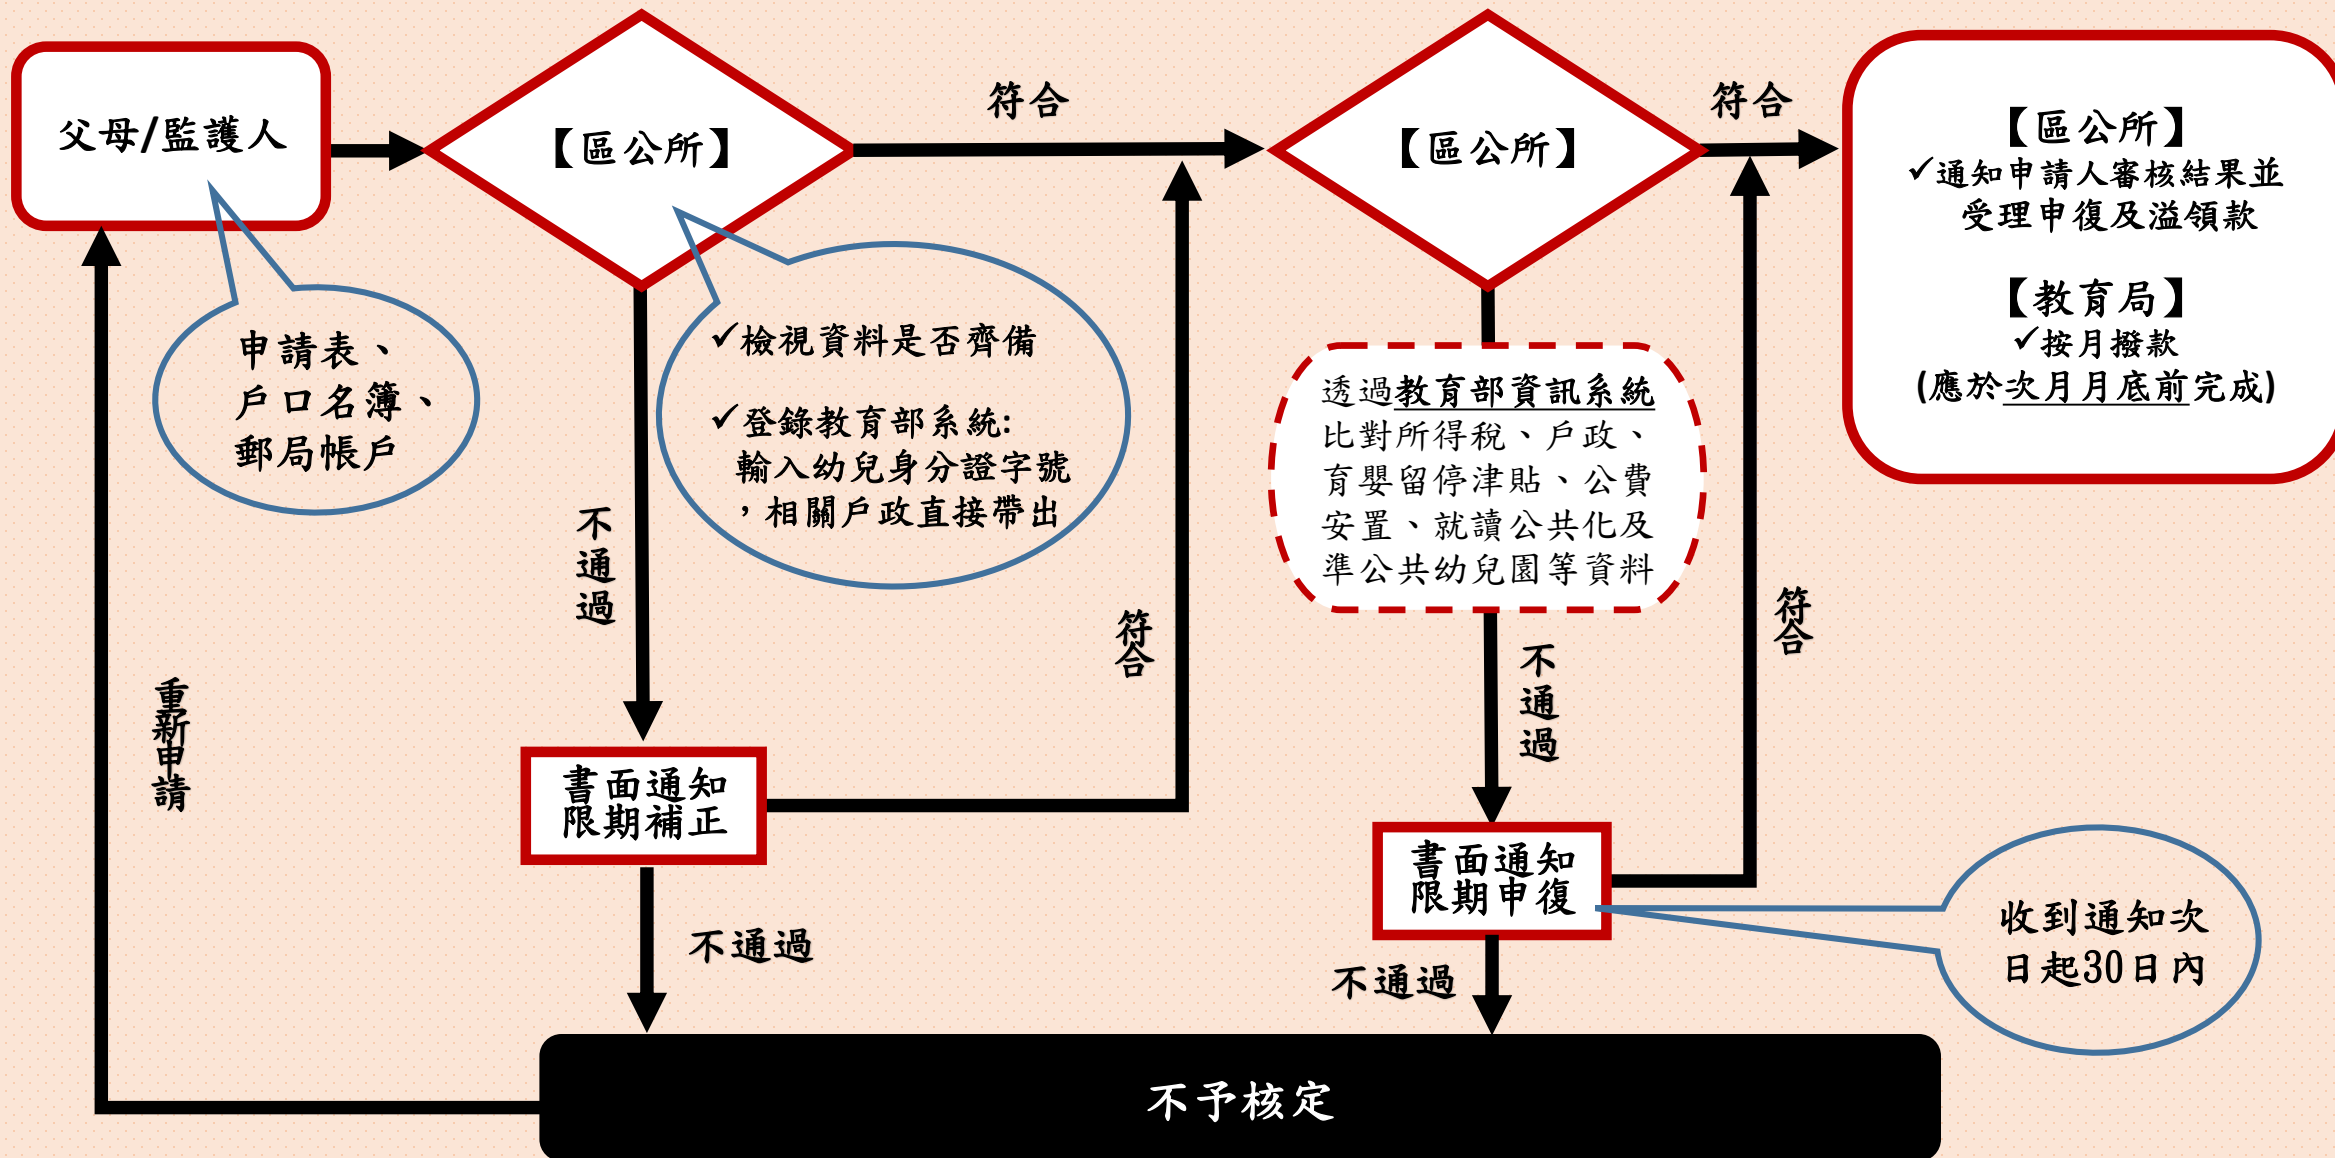 父母/監護人
申請表、
戶口名簿、
郵局帳戶
【區公所】
符合
✓檢視資料是否齊備
✓登錄教育部系統:
輸入幼兒身分證字號
，相關戶政直接帶出
不通過
書面通知
限期補正
符合
不通過
【區公所】
符合
透過教育部資訊系統
比對所得稅、戶政、
育嬰留停津貼、公費
安置、就讀公共化及
準公共幼兒園等資料
不通過
書面通知
限期申復
符合
不通過
收到通知次
日起30日內
【區公所】
✓通知申請人審核結果並
受理申復及溢領款
【教育局】
✓按月撥款
(應於次月月底前完成)
不予核定
重新申請